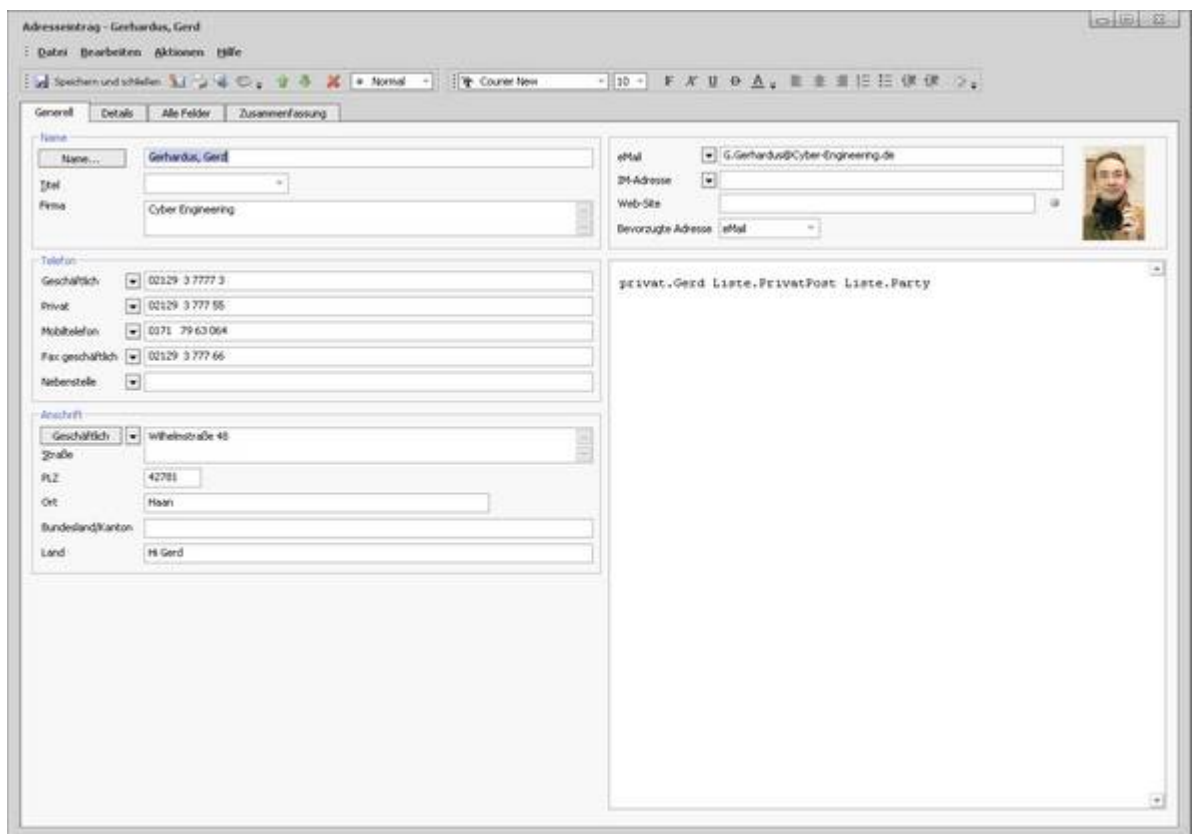 Adresseintrag - Gerhardus, Gerd
Datei Bearbeiten Aktionen Hilfe
Speichern und schließen Normal Courier New 10 F K U D A
Generell Details Alle Felder Zusammenfassung
Name
Name... Gerhardus, Gerd
Titel
Firma Cyber Engineering
eMail G.Gerhardus@Cyber-Engineering.de
IM-Adresse
Web-Site
Bevorzugte Adresse eMail
Telefon
Geschäftlich 02129 3 7777 3
Privat 02129 3 777 55
Mobiltelefon 0171 79 63 064
Fax geschäftlich 02129 3 777 66
Nebenstelle
privat.Gerd Liste.PrivatPost Liste.Party
Anschrift
Geschäftlich Wilhelmstraße 48
Straße
PLZ 42781
Ort Haan
Bundesland/Kanton
Land Hi Gerd